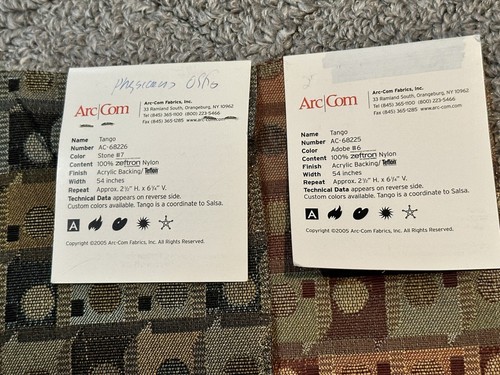 Arc|Com
Arc-Com Fabrics, Inc.
33 Ramland South, Orangeburg, NY 10962
Tel (845) 365-1100 (800) 223-5466
Fax (845) 365-1285 www.arc-com.com
Name Tango
Number AC-68226
Color Stone #7
Content 100% zeftron Nylon
Finish Acrylic Backing/Teflon
Width 54 inches
Repeat Approx. 2½" H. x 6¼" V.
Technical Data appears on reverse side.
Custom colors available. Tango is a coordinate to Salsa.
A
Copyright ©2005 Arc-Com Fabrics, Inc. All Rights Reserved.
Arc|Com
Arc-Com Fabrics, Inc.
33 Ramland South, Orangeburg, NY 10962
Tel (845) 365-1100 (800) 223-5466
Fax (845) 365-1285 www.arc-com.com
Name Tango
Number AC-68225
Color Adobe #6
Content 100% zeftron Nylon
Finish Acrylic Backing/Teflon
Width 54 inches
Repeat Approx. 2½" H. x 6¼" V.
Technical Data appears on reverse side.
Custom colors available. Tango is a coordinate to Salsa.
A
Copyright ©2005 Arc-Com Fabrics, Inc. All Rights Reserved.